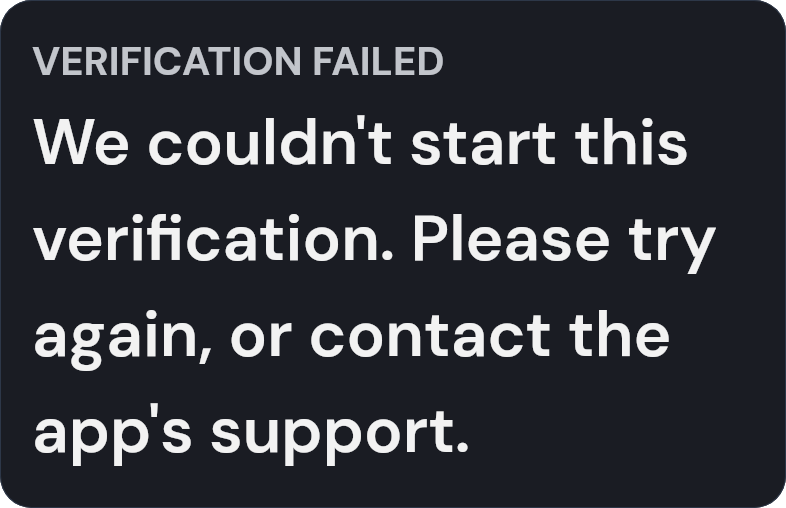 VERIFICATION FAILED
We couldn't start this
verification. Please try
again, or contact the
app's support.